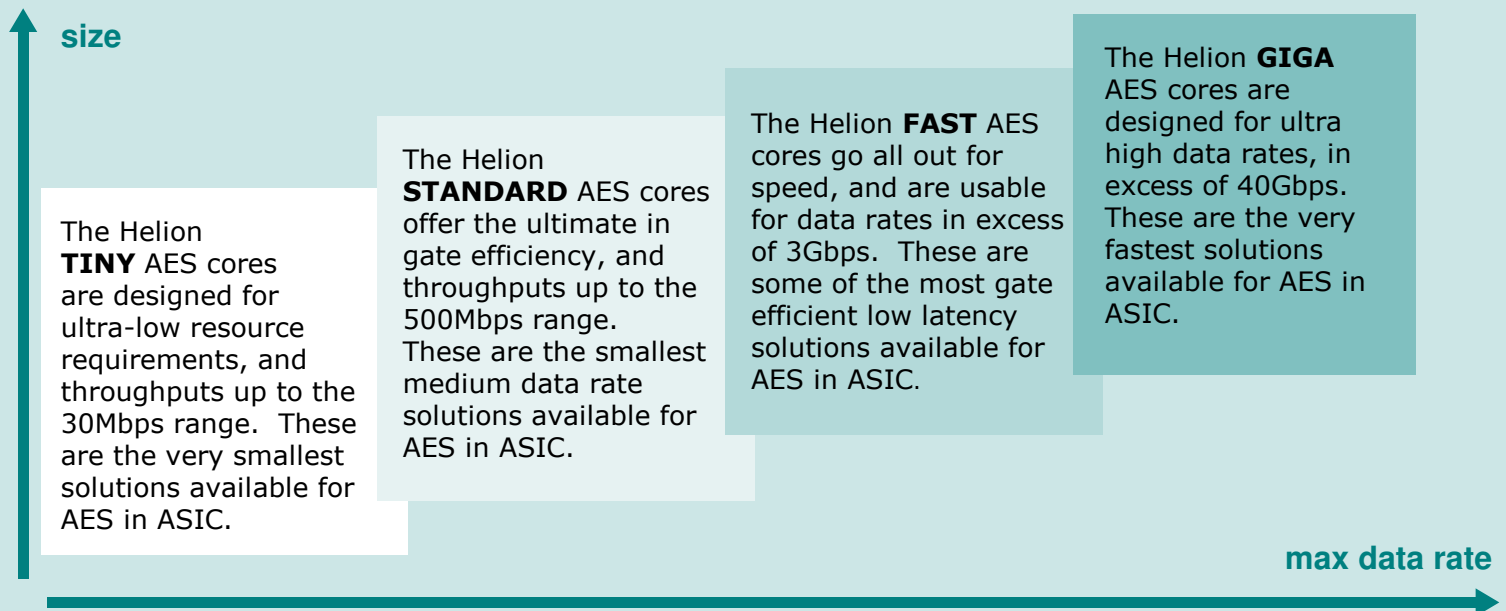 size
The Helion
TINY AES cores
are designed for
ultra-low resource
requirements, and
throughputs up to the
30Mbps range.  These
are the very smallest
solutions available for
AES in ASIC.
The Helion
STANDARD AES cores
offer the ultimate in
gate efficiency, and
throughputs up to the
500Mbps range.
These are the smallest
medium data rate
solutions available for
AES in ASIC.
The Helion FAST AES
cores go all out for
speed, and are usable
for data rates in excess
of 3Gbps.  These are
some of the most gate
efficient low latency
solutions available for
AES in ASIC.
The Helion GIGA
AES cores are
designed for ultra
high data rates, in
excess of 40Gbps.
These are the very
fastest solutions
available for AES in
ASIC.
max data rate